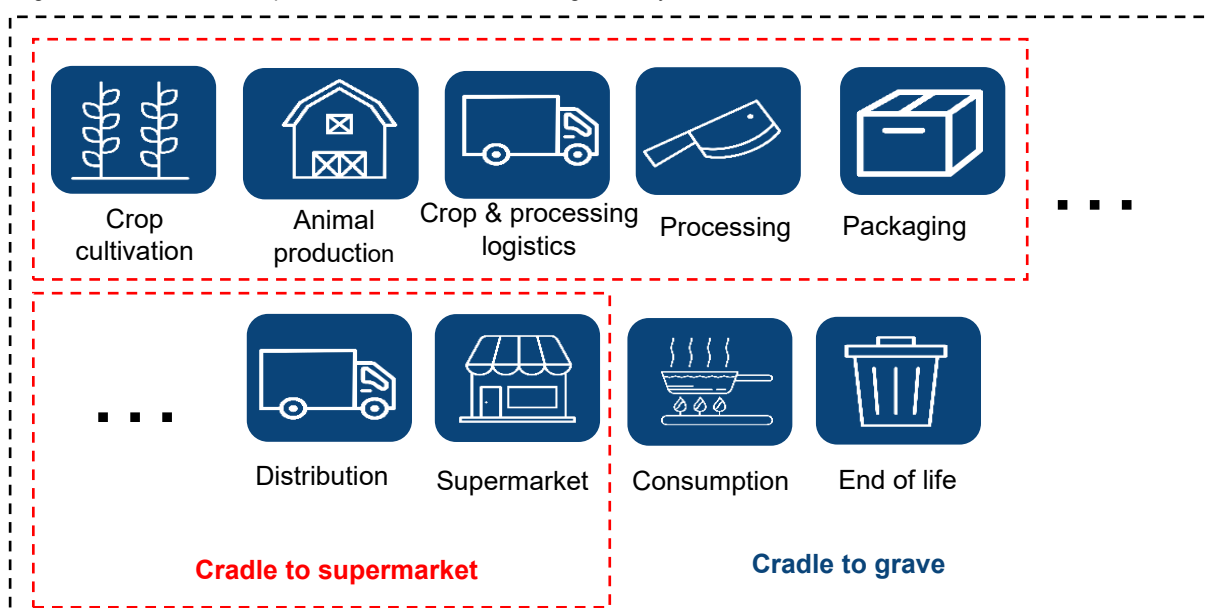 Crop
cultivation
Animal
production
Crop & processing
logistics
Processing
Packaging
. . .
. . .
Distribution
Supermarket
Consumption
End of life
Cradle to supermarket
Cradle to grave